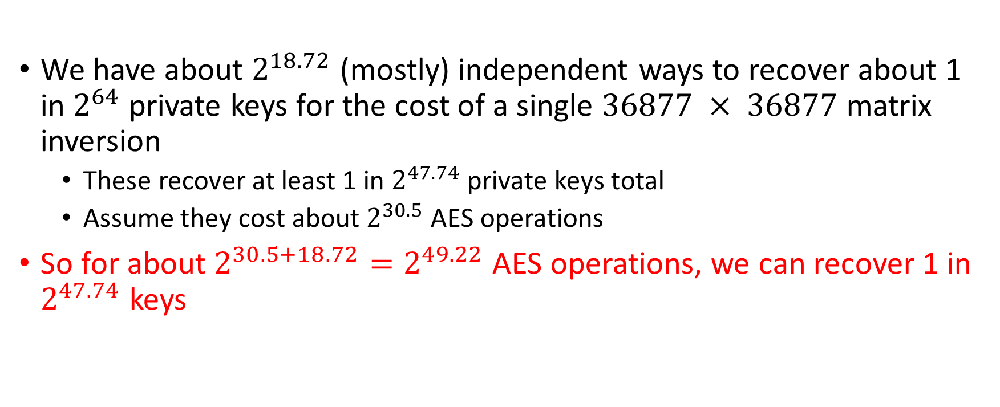 • We have about 2^18.72 (mostly) independent ways to recover about 1
in 2^64 private keys for the cost of a single 36877 × 36877 matrix
inversion
• These recover at least 1 in 2^47.74 private keys total
• Assume they cost about 2^30.5 AES operations
• So for about 2^30.5+18.72 = 2^49.22 AES operations, we can recover 1 in
2^47.74 keys